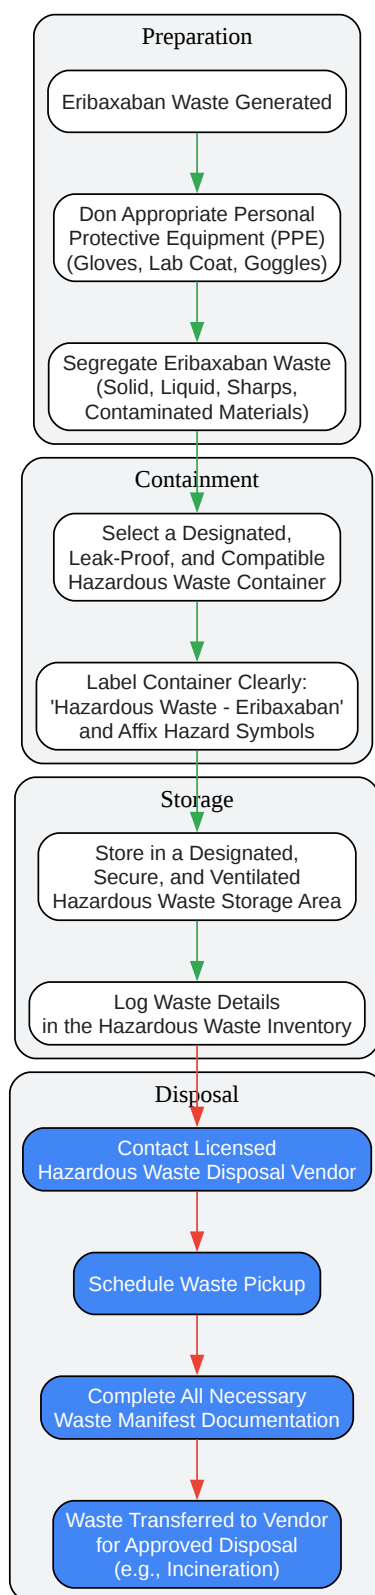 Preparation
Eribaxaban Waste Generated
Don Appropriate Personal
Protective Equipment (PPE)
(Gloves, Lab Coat, Goggles)
Segregate Eribaxaban Waste
(Solid, Liquid, Sharps,
Contaminated Materials)
Containment
Select a Designated,
Leak-Proof, and Compatible
Hazardous Waste Container
Label Container Clearly:
'Hazardous Waste - Eribaxaban'
and Affix Hazard Symbols
Storage
Store in a Designated,
Secure, and Ventilated
Hazardous Waste Storage Area
Log Waste Details
in the Hazardous Waste Inventory
Disposal
Contact Licensed
Hazardous Waste Disposal Vendor
Schedule Waste Pickup
Complete All Necessary
Waste Manifest Documentation
Waste Transferred to Vendor
for Approved Disposal
(e.g., Incineration)